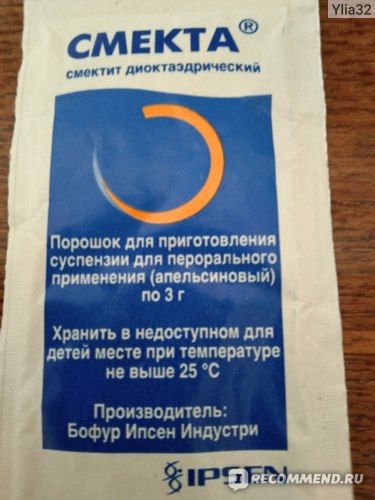 Ylia32
СМЕКТА®
смектит диоктаэдрический
Порошок для приготовления
суспензии для перорального
применения (апельсиновый)
по 3 г
Хранить в недоступном для
детей месте при температуре
не выше 25 °С
Производитель:
Бофур Ипсен Индустри
IPSEN
IRECOMMEND.RU